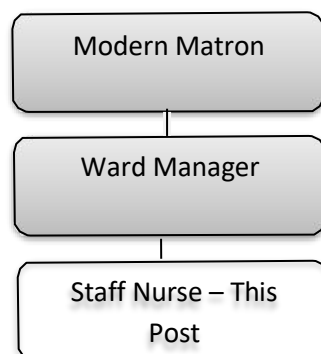 Modern Matron
Ward Manager
Staff Nurse – This
Post